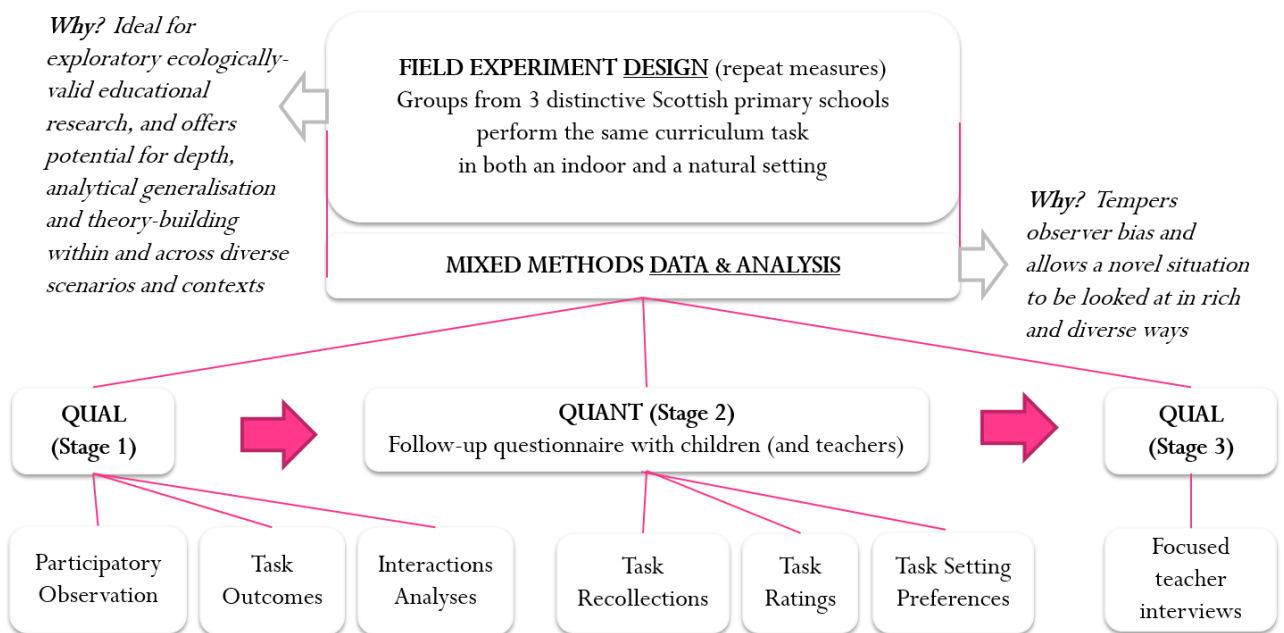 Why? Ideal for
exploratory ecologically-
valid educational
research, and offers
potential for depth,
analytical generalisation
and theory-building
within and across diverse
scenarios and contexts
FIELD EXPERIMENT DESIGN (repeat measures)
Groups from 3 distinctive Scottish primary schools
perform the same curriculum task
in both an indoor and a natural setting
MIXED METHODS DATA & ANALYSIS
Why? Tempers
observer bias and
allows a novel situation
to be looked at in rich
and diverse ways
QUAL
(Stage 1)
QUANT (Stage 2)
Follow-up questionnaire with children (and teachers)
QUAL
(Stage 3)
Participatory
Observation
Task
Outcomes
Interactions
Analyses
Task
Recollections
Task
Ratings
Task Setting
Preferences
Focused
teacher
interviews